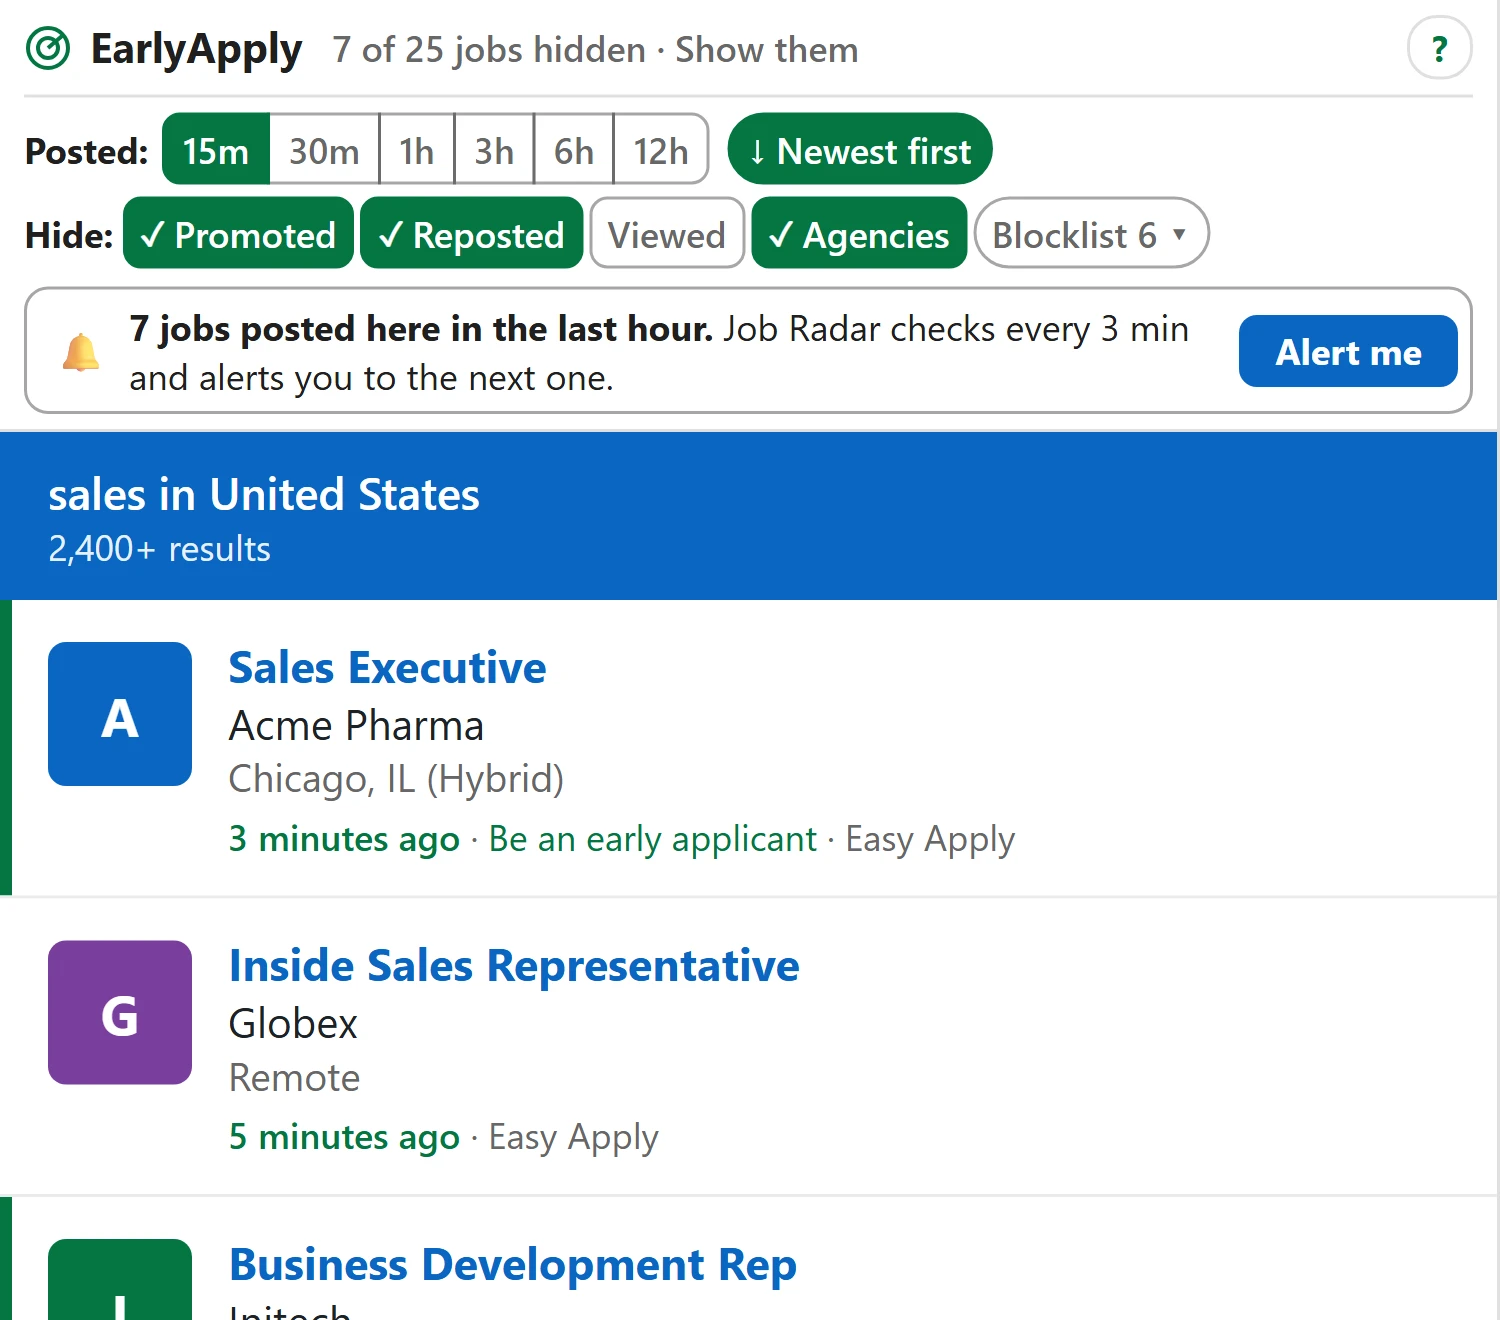 EarlyApply 7 of 25 jobs hidden · Show them ?
Posted: 15m 30m 1h 3h 6h 12h ↓ Newest first
Hide: ✓ Promoted ✓ Reposted Viewed ✓ Agencies Blocklist 6 ▼
7 jobs posted here in the last hour. Job Radar checks every 3 min
and alerts you to the next one.
Alert me
sales in United States
2,400+ results
A
Sales Executive
Acme Pharma
Chicago, IL (Hybrid)
3 minutes ago · Be an early applicant · Easy Apply
G
Inside Sales Representative
Globex
Remote
5 minutes ago · Easy Apply
I
Business Development Rep
Initech